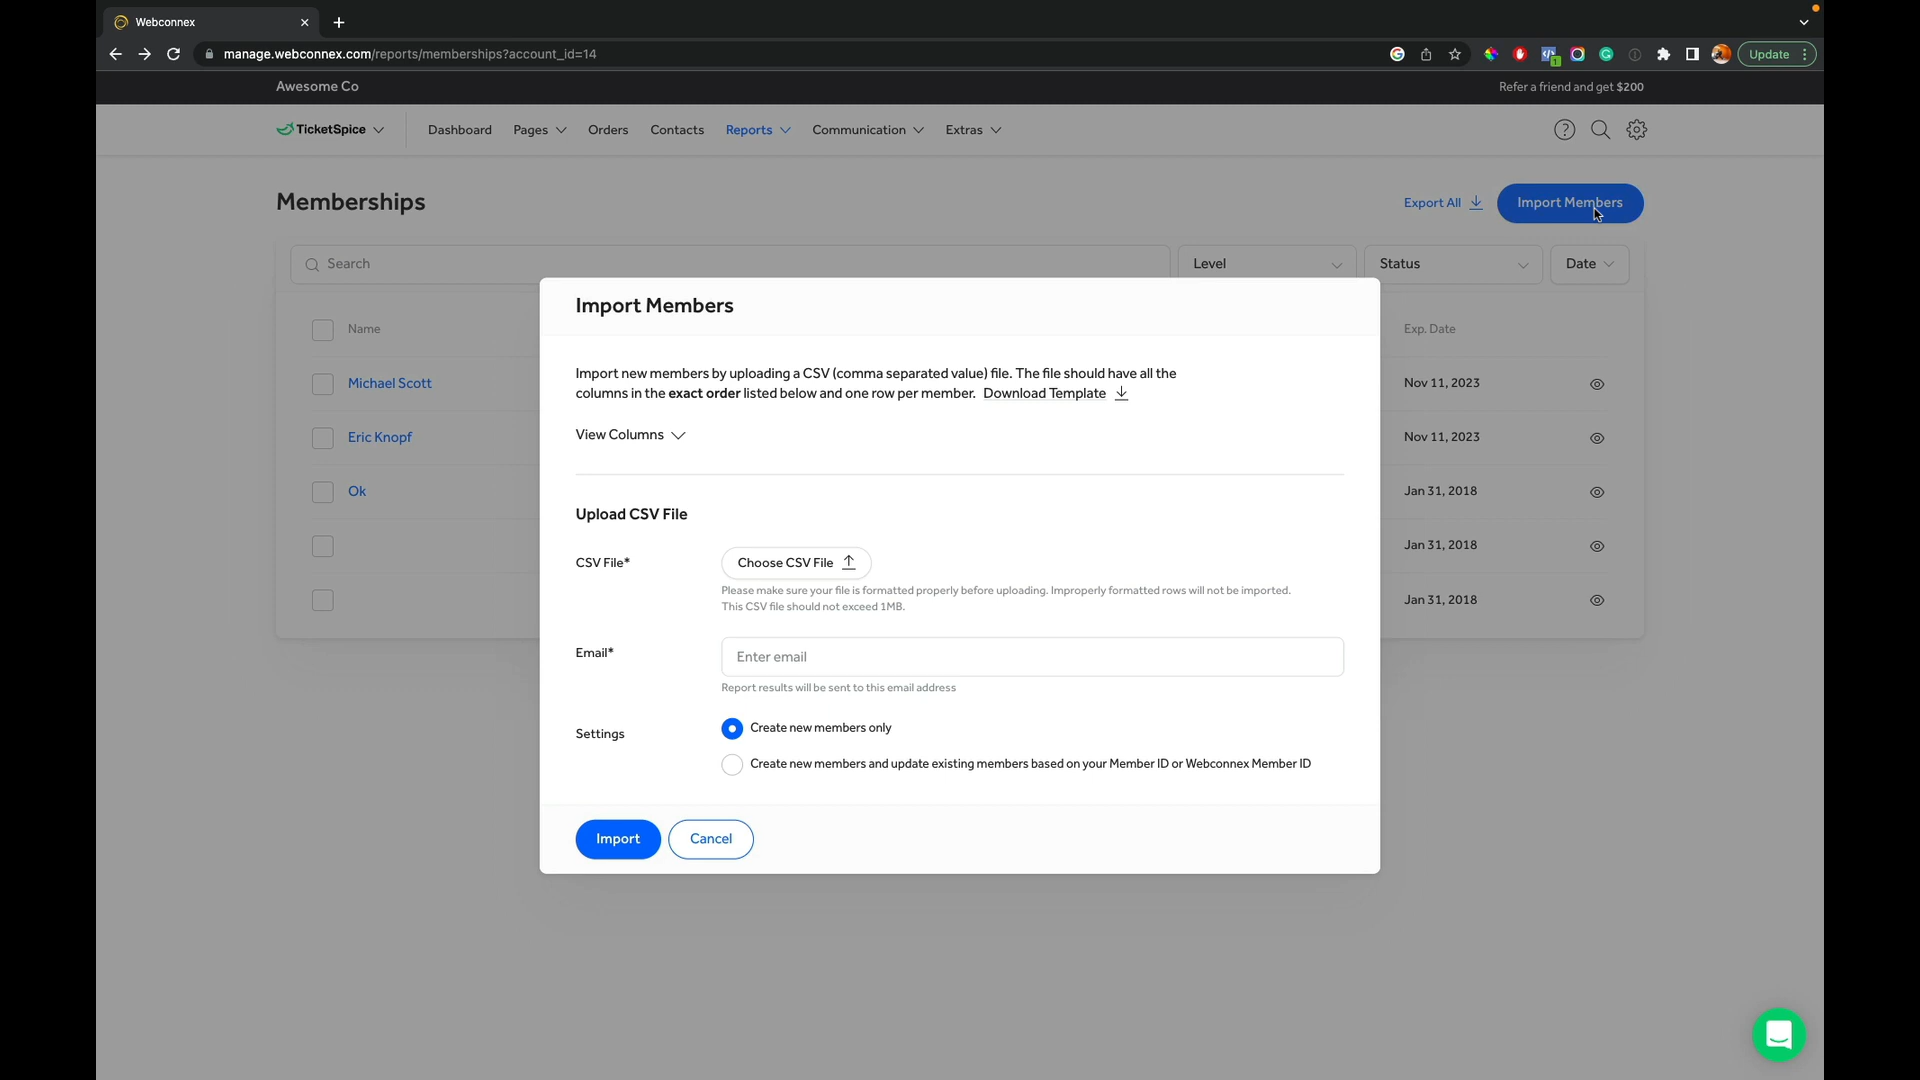 Webconnex
manage.webconnex.com/reports/memberships?account_id=14
1
Update
Awesome Co
Refer a friend and get $200
TicketSpice
Dashboard
Pages
Orders
Contacts
Reports
Communication
Extras
Memberships
Export All
Import Members
Search
Level
Status
Date
Name
Exp. Date
Michael Scott
Nov 11, 2023
Eric Knopf
Nov 11, 2023
Ok
Jan 31, 2018
Jan 31, 2018
Jan 31, 2018
Import Members
Import new members by uploading a CSV (comma separated value) file. The file should have all the
columns in the exact order listed below and one row per member. Download Template
View Columns
Upload CSV File
CSV File*
Choose CSV File
Please make sure your file is formatted properly before uploading. Improperly formatted rows will not be imported.
This CSV file should not exceed 1MB.
Email*
Enter email
Report results will be sent to this email address
Settings
Create new members only
Create new members and update existing members based on your Member ID or Webconnex Member ID
Import
Cancel